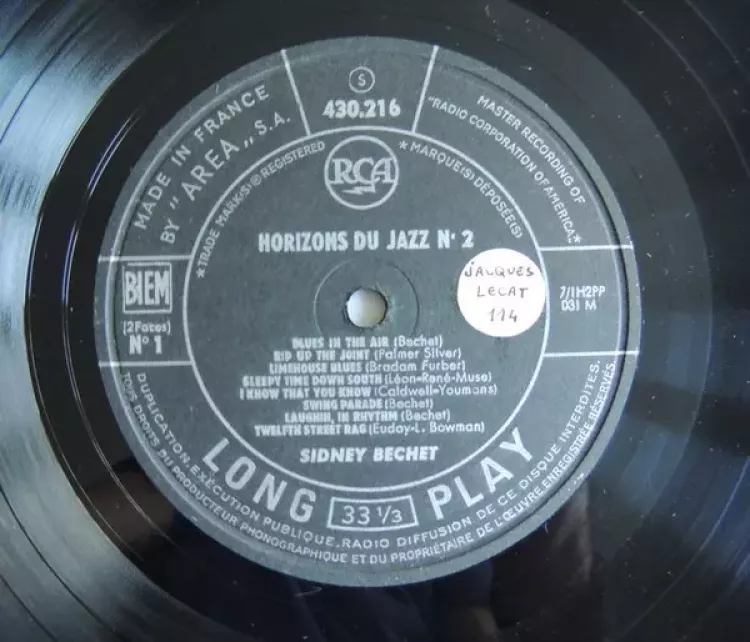 S
430.216
MADE IN FRANCE
BY "AREA„ S.A.
MASTER RECORDING OF
"RADIO CORPORATION OF AMERICA"
*TRADE MARK(S) ® REGISTERED
*MARQUE(S) DÉPOSÉE(S)
RCA
HORIZONS DU JAZZ N° 2
BIEM
(2 Faces)
N° 1
JACQUES
LECAT
114
7/1H2PP
031 M
BLUES IN THE AIR (Bechet)
RIP UP THE JOINT (Palmer Silver)
LIMEHOUSE BLUES (Bradam Furber)
SLEEPY TIME DOWN SOUTH (Léon-René-Muse)
I KNOW THAT YOU KNOW (Caldwell-Youmans)
SWING PARADE (Bechet)
LAUGHIN, IN RHYTHM (Bechet)
TWELFTH STREET RAG (Euday-L. Bowman)
SIDNEY BECHET
LONG 33 1/3 PLAY
DUPLICATION, EXÉCUTION PUBLIQUE, RADIO DIFFUSION DE CE DISQUE INTERDITES.
TOUS DROITS DU PRODUCTEUR PHONOGRAPHIQUE ET DU PROPRIÉTAIRE DE L'ŒUVRE ENREGISTRÉE RÉSERVÉS.